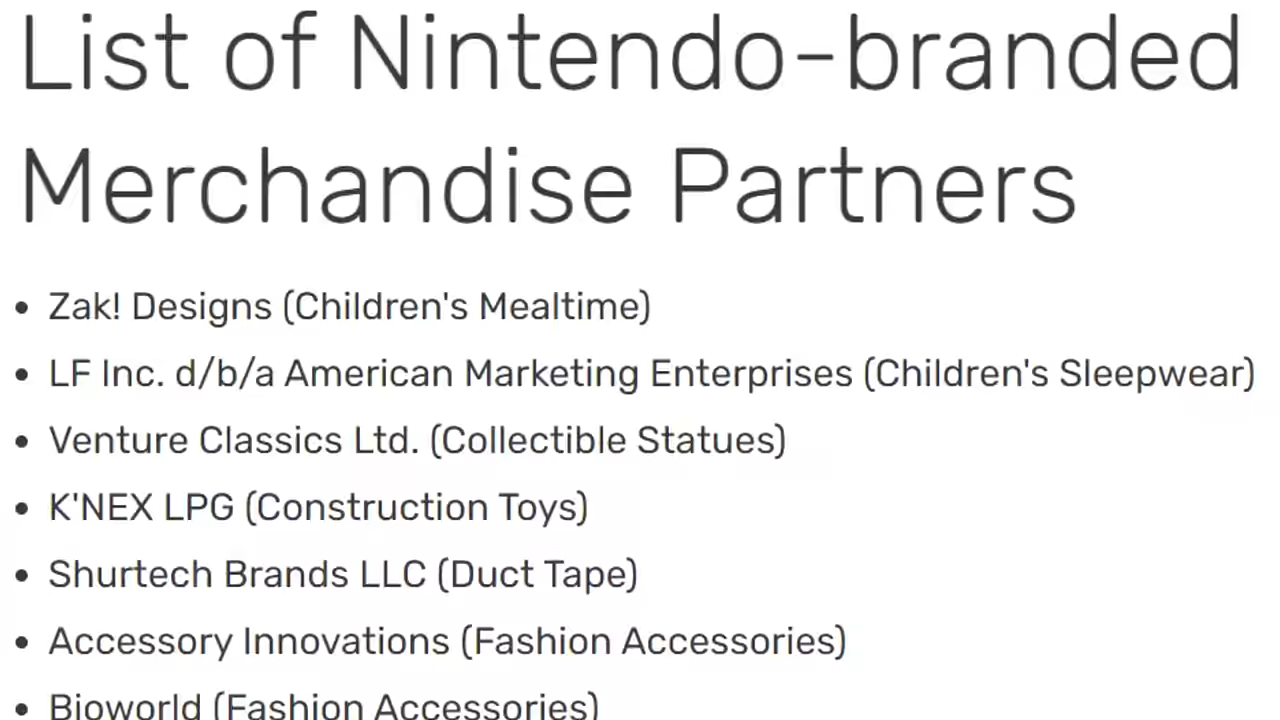 List of Nintendo-branded
Merchandise Partners
• Zak! Designs (Children's Mealtime)
• LF Inc. d/b/a American Marketing Enterprises (Children's Sleepwear)
• Venture Classics Ltd. (Collectible Statues)
• K'NEX LPG (Construction Toys)
• Shurtech Brands LLC (Duct Tape)
• Accessory Innovations (Fashion Accessories)
• Bioworld (Fashion Accessories)